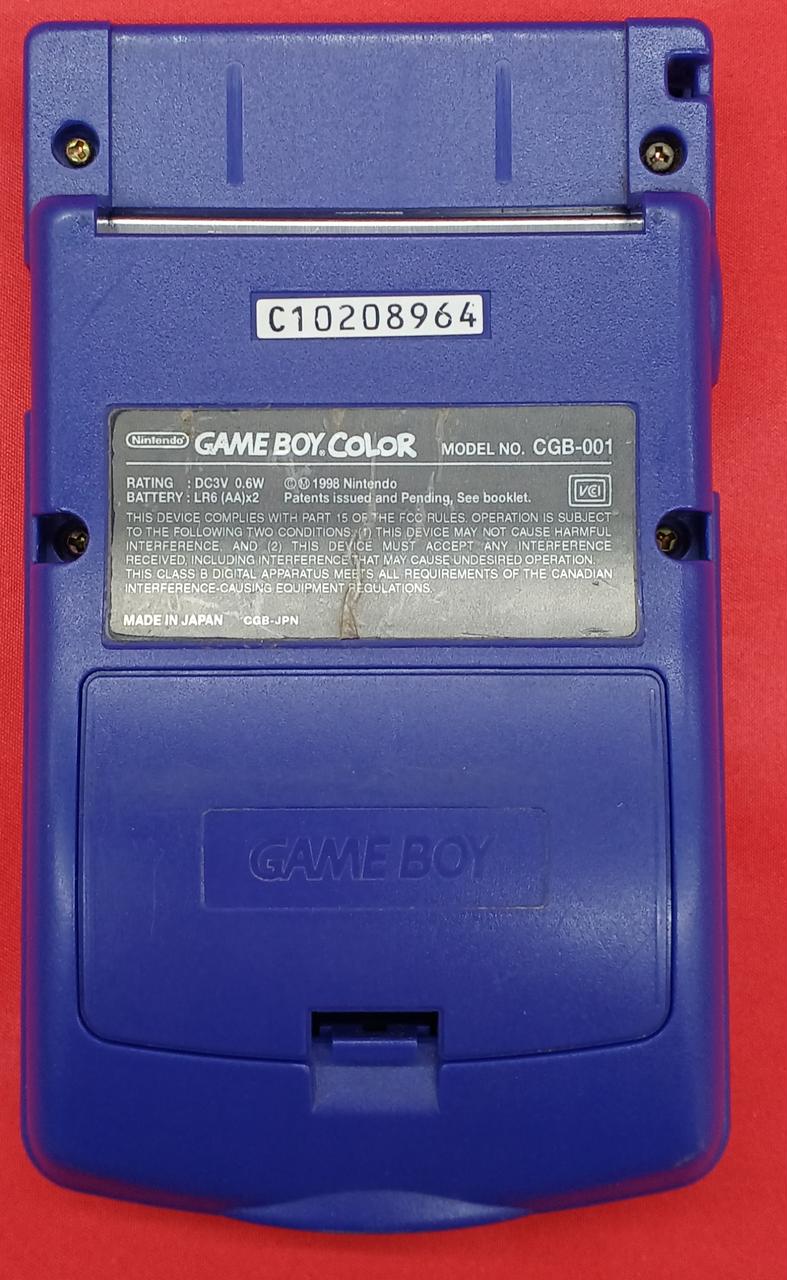 C10208964
Nintendo GAME BOY COLOR MODEL NO. CGB-001
RATING : DC3V 0.6W ©Ⓜ 1998 Nintendo
BATTERY : LR6 (AA)x2 Patents issued and Pending, See booklet.
VCI
THIS DEVICE COMPLIES WITH PART 15 OF THE FCC RULES. OPERATION IS SUBJECT
TO THE FOLLOWING TWO CONDITIONS. (1) THIS DEVICE MAY NOT CAUSE HARMFUL
INTERFERENCE, AND (2) THIS DEVICE MUST ACCEPT ANY INTERFERENCE
RECEIVED, INCLUDING INTERFERENCE THAT MAY CAUSE UNDESIRED OPERATION.
THIS CLASS B DIGITAL APPARATUS MEETS ALL REQUIREMENTS OF THE CANADIAN
INTERFERENCE-CAUSING EQUIPMENT REGULATIONS.
MADE IN JAPAN CGB-JPN
GAME BOY